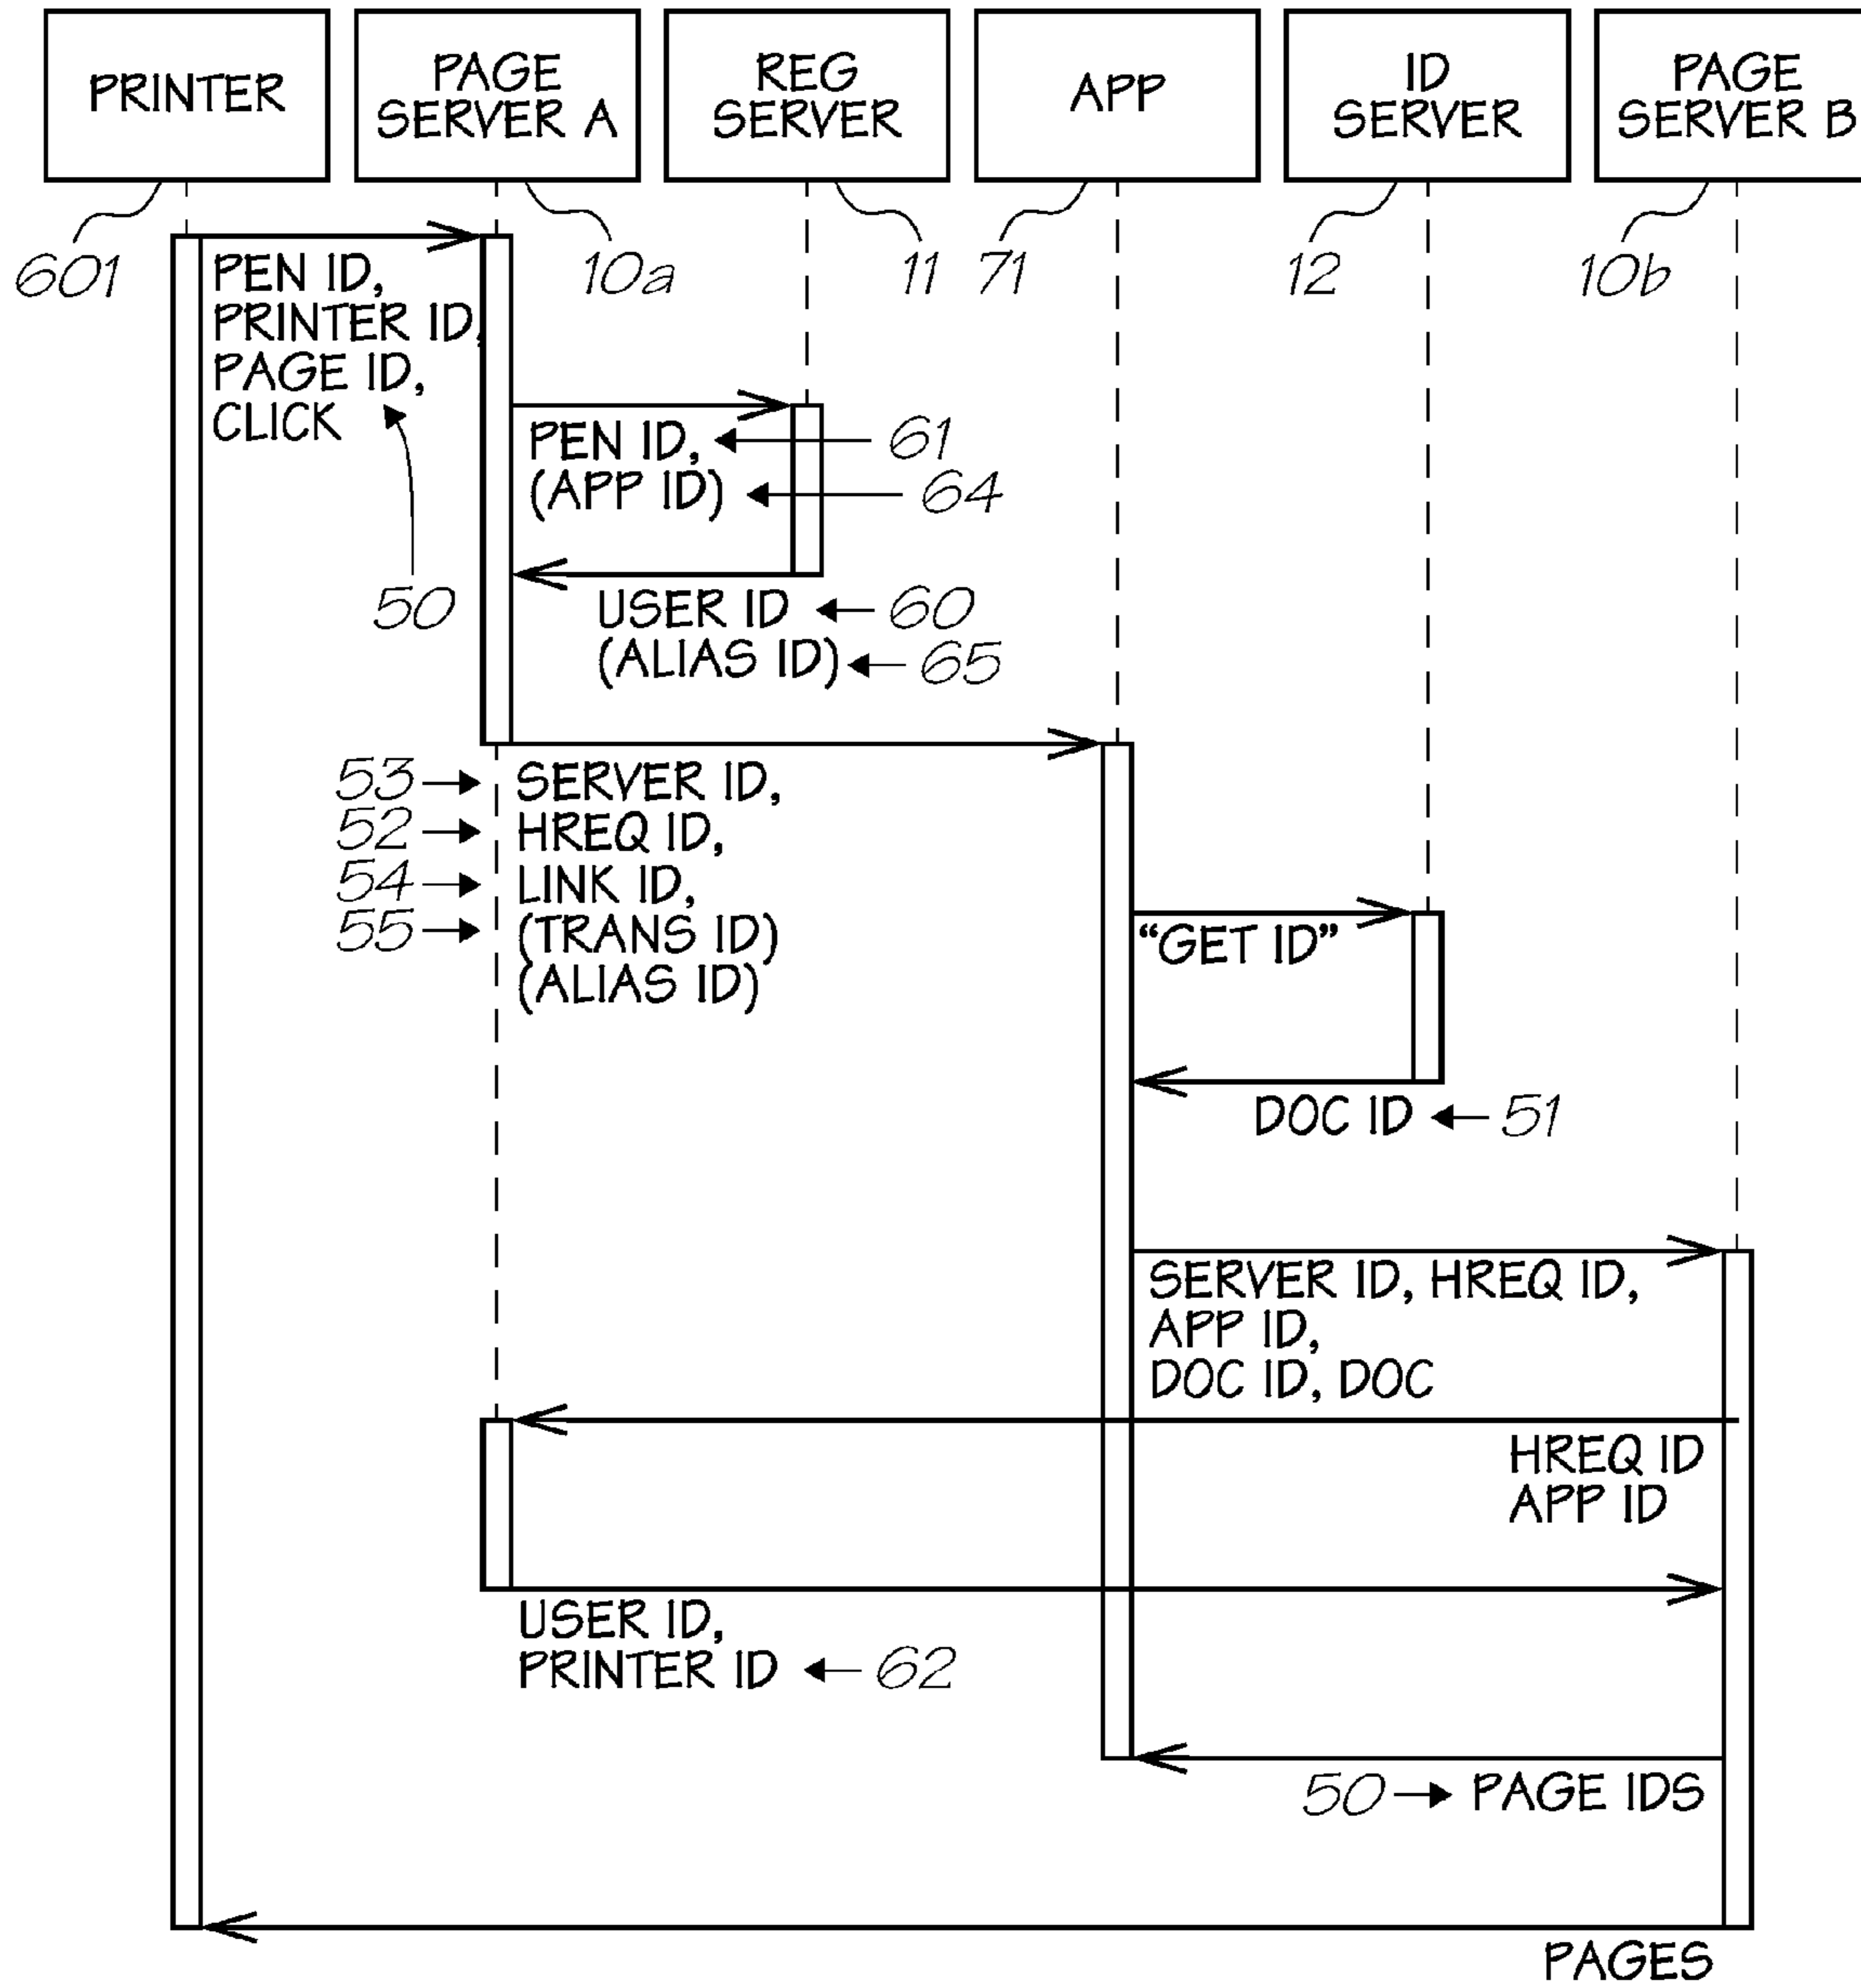 PRINTER
PAGE
SERVER A
REG
SERVER
APP
ID
SERVER
PAGE
SERVER B
601
10a
11
71
12
10b
PEN ID,
PRINTER ID,
PAGE ID,
CLICK
50
PEN ID,
(APP ID)
61
64
USER ID
(ALIAS ID)
60
65
53
52
54
55
SERVER ID,
HREQ ID,
LINK ID,
(TRANS ID)
(ALIAS ID)
“GET ID”
DOC ID
51
SERVER ID, HREQ ID,
APP ID,
DOC ID, DOC
HREQ ID
APP ID
USER ID,
PRINTER ID
62
50
PAGE IDS
PAGES